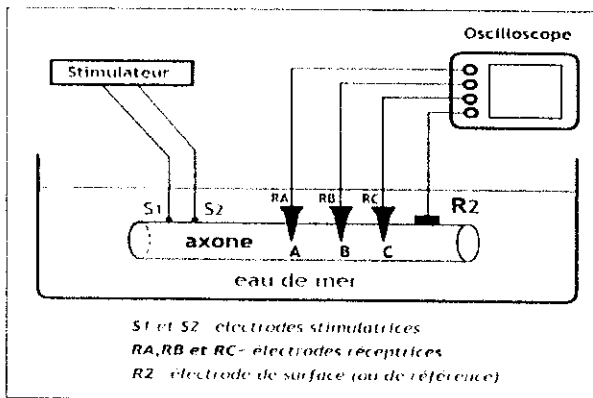 Oscilloscope
Stimulateur
S1 S2 RA RB RC R2
axone A B C
eau de mer
S1 et S2 électrodes stimulatrices
RA,RB et RC- électrodes réceptrices
R2 électrode de surface (ou de référence)